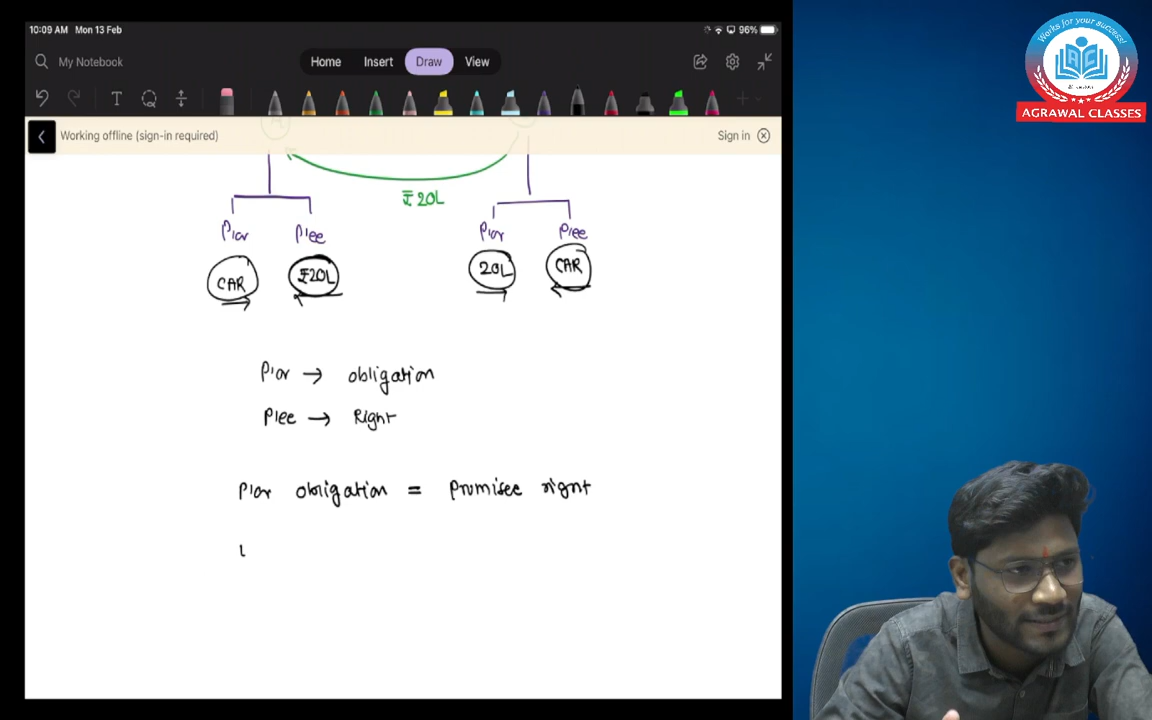 10:09 AM Mon 13 Feb
96%
My Notebook
Home Insert Draw View
Working offline (sign-in required)
Sign in
Works for your success!
AC
AGRAWAL CLASSES
₹ 20L
P'or P'ee
P'or P'ee
CAR ₹20L
20L CAR
P'or → obligation
P'ee → Right
P'or obligation = Promisee right